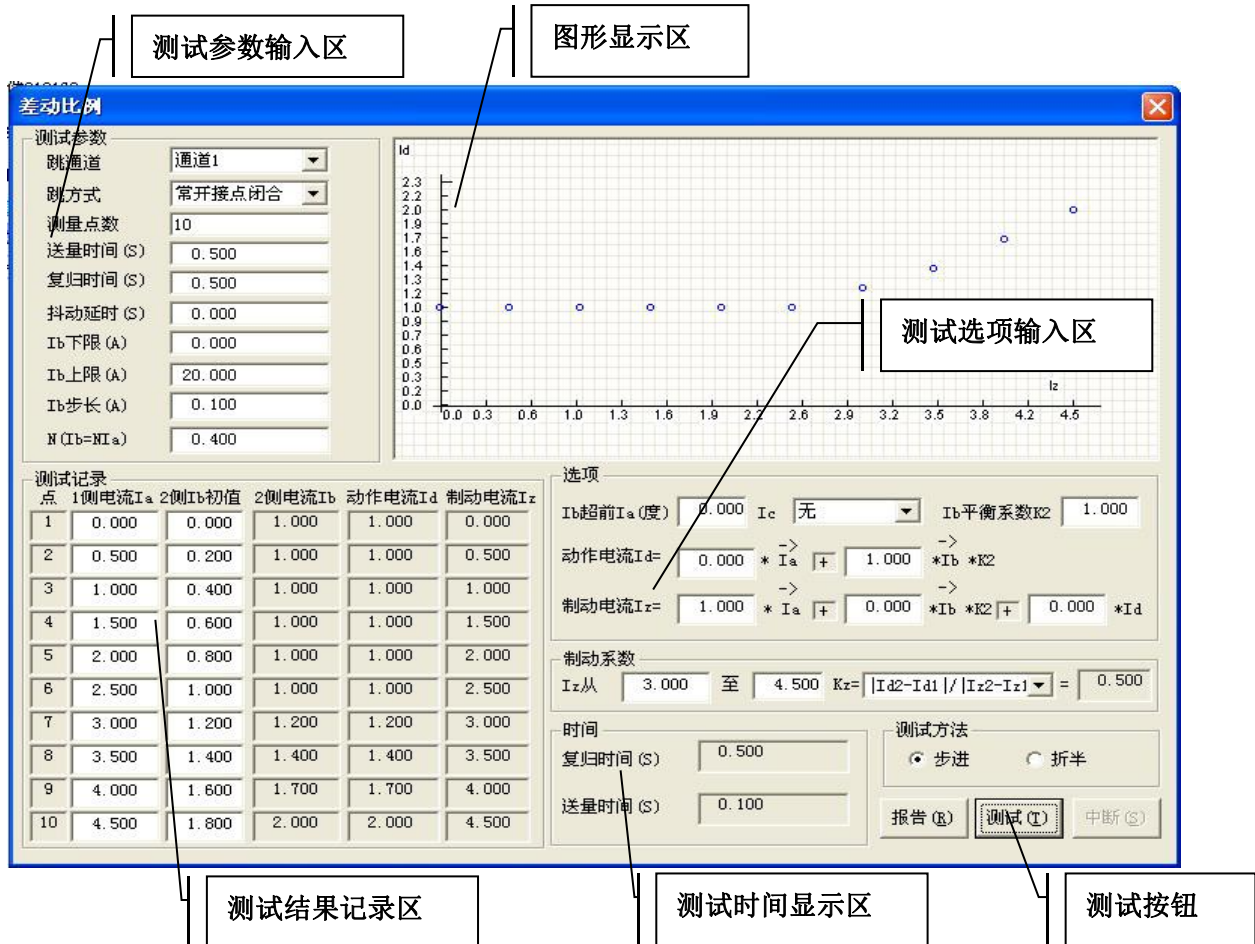 测试参数输入区
图形显示区
差动比例
测试参数
跳通道 通道1
跳方式 常开接点闭合
测量点数 10
送量时间(S) 0.500
复归时间(S) 0.500
抖动延时(S) 0.000
Ib下限(A) 0.000
Ib上限(A) 20.000
Ib步长(A) 0.100
N(Ib=NIa) 0.400
Id
2.3
2.2
2.0
1.9
1.7
1.6
1.4
1.3
1.2
1.0
0.9
0.7
0.6
0.5
0.3
0.2
0.0
Iz
0.0 0.3 0.6 1.0 1.3 1.6 1.9 2.2 2.6 2.9 3.2 3.5 3.8 4.2 4.5
测试选项输入区
测试记录
点 1侧电流Ia 2侧Ib初值 2侧电流Ib 动作电流Id 制动电流Iz
1 0.000 0.000 1.000 1.000 0.000
2 0.500 0.200 1.000 1.000 0.500
3 1.000 0.400 1.000 1.000 1.000
4 1.500 0.600 1.000 1.000 1.500
5 2.000 0.800 1.000 1.000 2.000
6 2.500 1.000 1.000 1.000 2.500
7 3.000 1.200 1.200 1.200 3.000
8 3.500 1.400 1.400 1.400 3.500
9 4.000 1.600 1.700 1.700 4.000
10 4.500 1.800 2.000 2.000 4.500
选项
Ib超前Ia(度) 0.000 Ic 无 Ib平衡系数K2 1.000
-> ->
动作电流Id= 0.000 * Ia + 1.000 *Ib *K2
-> ->
制动电流Iz= 1.000 * Ia + 0.000 *Ib *K2 + 0.000 *Id
制动系数
Iz从 3.000 至 4.500 Kz= |Id2-Id1|/|Iz2-Iz1 = 0.500
时间
复归时间(S) 0.500
送量时间(S) 0.100
测试方法
步进 折半
报告(R) 测试(T) 中断(S)
测试结果记录区
测试时间显示区
测试按钮